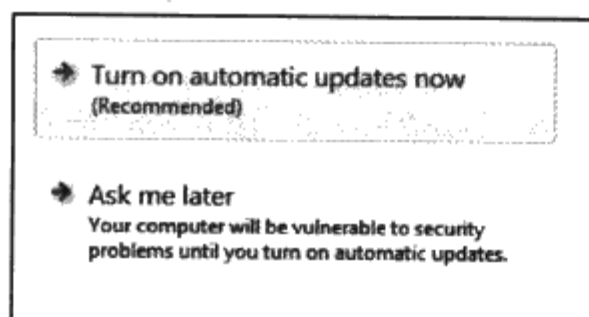 Turn on automatic updates now
(Recommended)
Ask me later
Your computer will be vulnerable to security
problems until you turn on automatic updates.